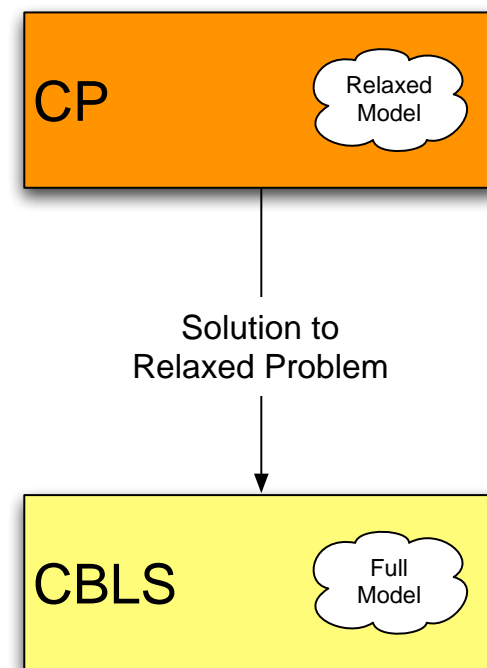 CP
Relaxed
Model
Solution to
Relaxed Problem
CBLS
Full
Model